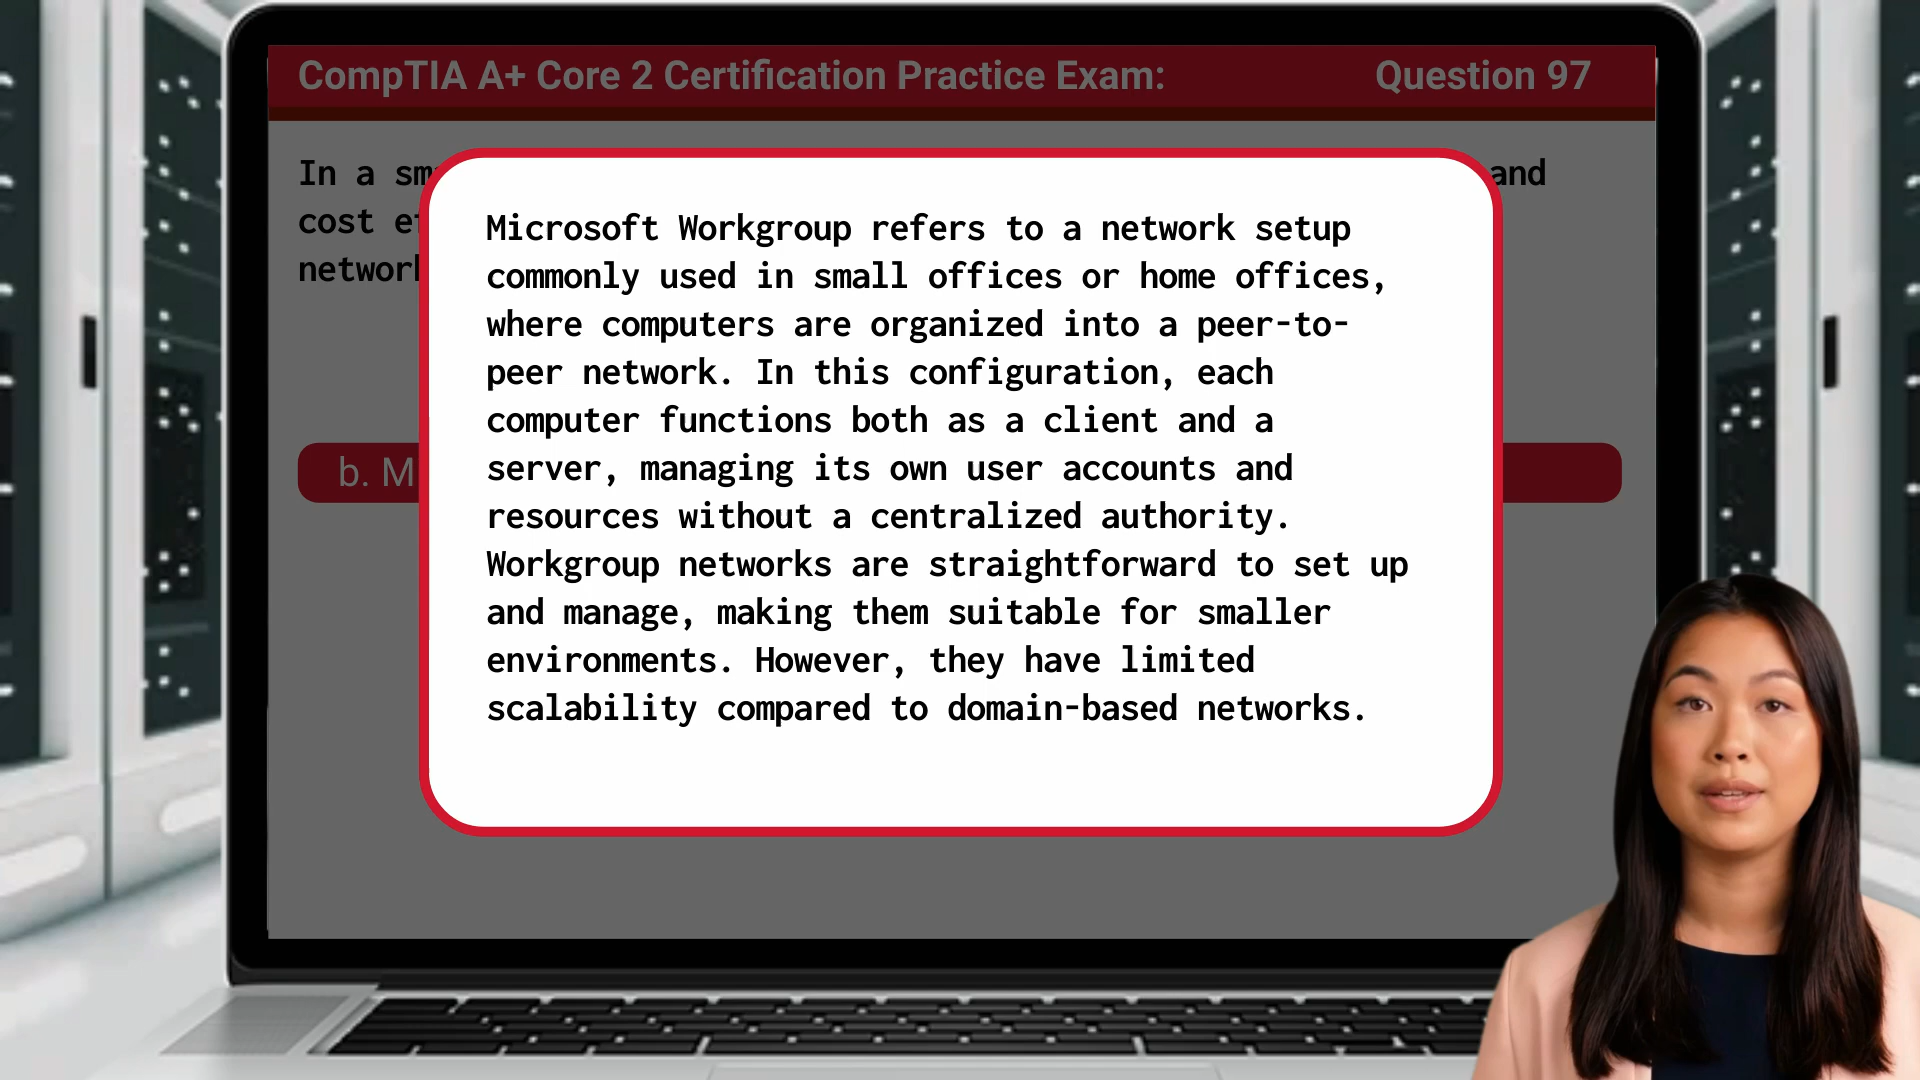 CompTIA A+ Core 2 Certification Practice Exam: Question 97
In a and
cost
Microsoft Workgroup refers to a network setup
commonly used in small offices or home offices,
where computers are organized into a peer-to-
peer network. In this configuration, each
computer functions both as a client and a
server, managing its own user accounts and
resources without a centralized authority.
Workgroup networks are straightforward to set up
and manage, making them suitable for smaller
environments. However, they have limited
scalability compared to domain-based networks.
b. M